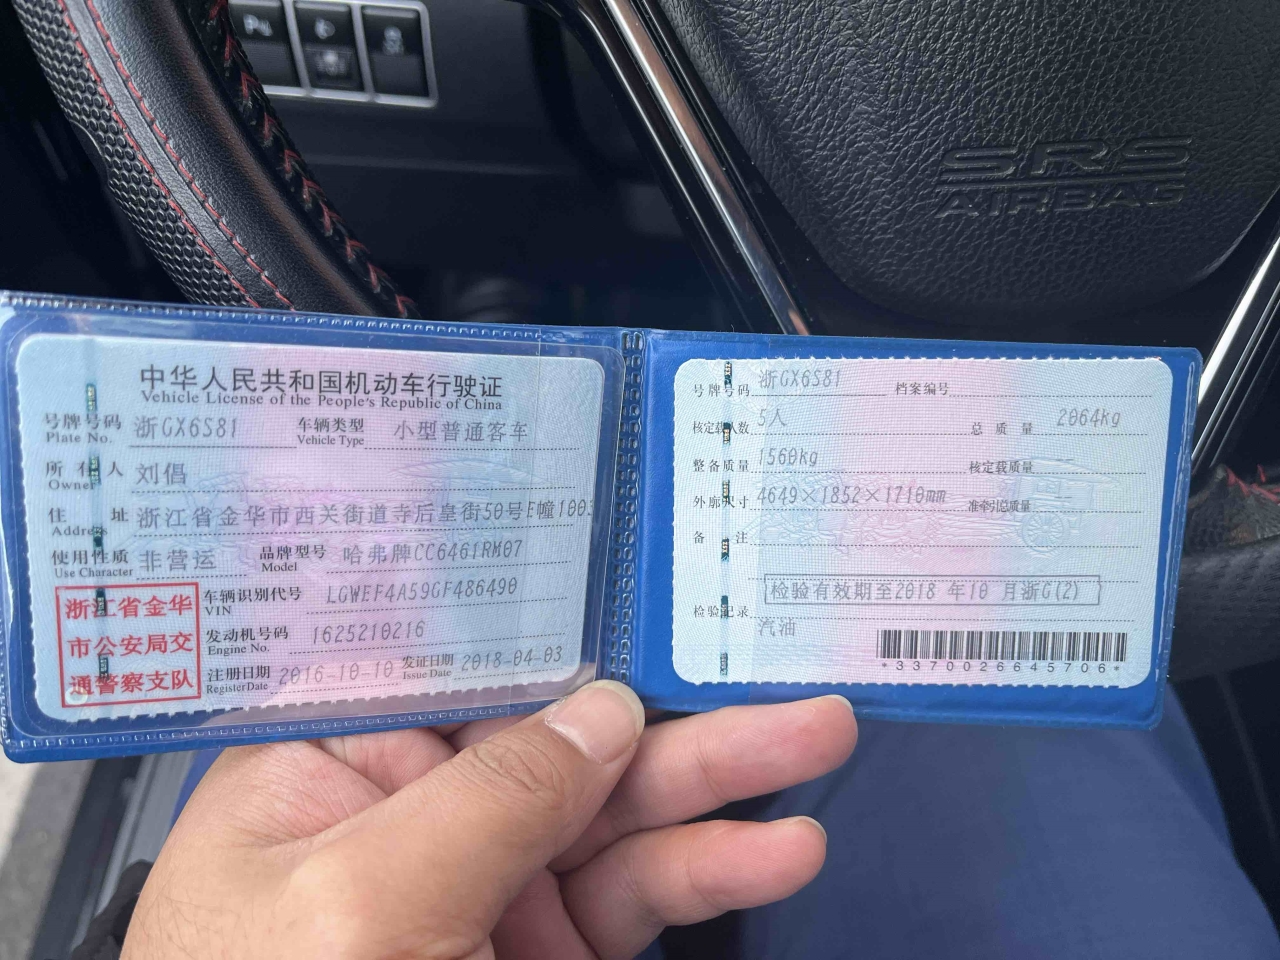 SRS
AIRBAG
中华人民共和国机动车行驶证
Vehicle License of the People's Republic of China
号牌号码 浙GX6S81 车辆类型 小型普通客车
Plate No. Vehicle Type
所有人 刘倡
Owner
住址 浙江省金华市西关街道寺后皇街50号E幢1003
Address
使用性质 非营运 品牌型号 哈弗牌CC6461RM07
Use Character Model
浙江省金华
市公安局交
通警察支队
车辆识别代号 LGWEF4A59GF486490
VIN
发动机号码 1625210216
Engine No.
注册日期 2016-10-10 发证日期 2018-04-03
Register Date Issue Date
号牌号码 浙GX6S81 档案编号
核定载人数 5人 总质量 2064kg
整备质量 1560kg 核定载质量 --
外廓尺寸 4649×1852×1710mm 准牵引总质量 --
备注
检验有效期至2018 年10 月浙G(2)
检验记录
汽油
*3370026645706*